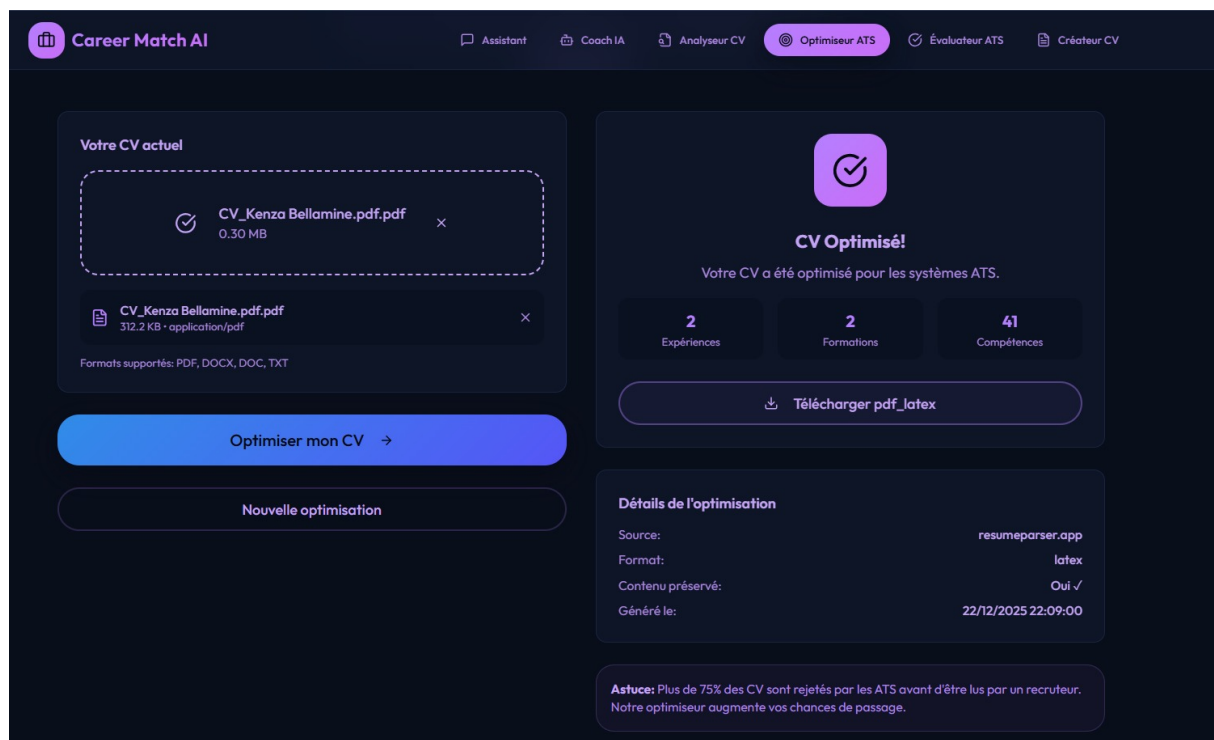 Career Match AI
Assistant
Coach IA
Analyseur CV
Optimiseur ATS
Évaluateur ATS
Créateur CV
Votre CV actuel
CV_Kenza Bellamine.pdf.pdf
0.30 MB
CV_Kenza Bellamine.pdf.pdf
312.2 KB • application/pdf
Formats supportés: PDF, DOCX, DOC, TXT
Optimiser mon CV →
Nouvelle optimisation
CV Optimisé!
Votre CV a été optimisé pour les systèmes ATS.
2
Expériences
2
Formations
41
Compétences
Télécharger pdf_latex
Détails de l'optimisation
Source: resumeparser.app
Format: latex
Contenu préservé: Oui ✓
Généré le: 22/12/2025 22:09:00
Astuce: Plus de 75% des CV sont rejetés par les ATS avant d'être lus par un recruteur.
Notre optimiseur augmente vos chances de passage.